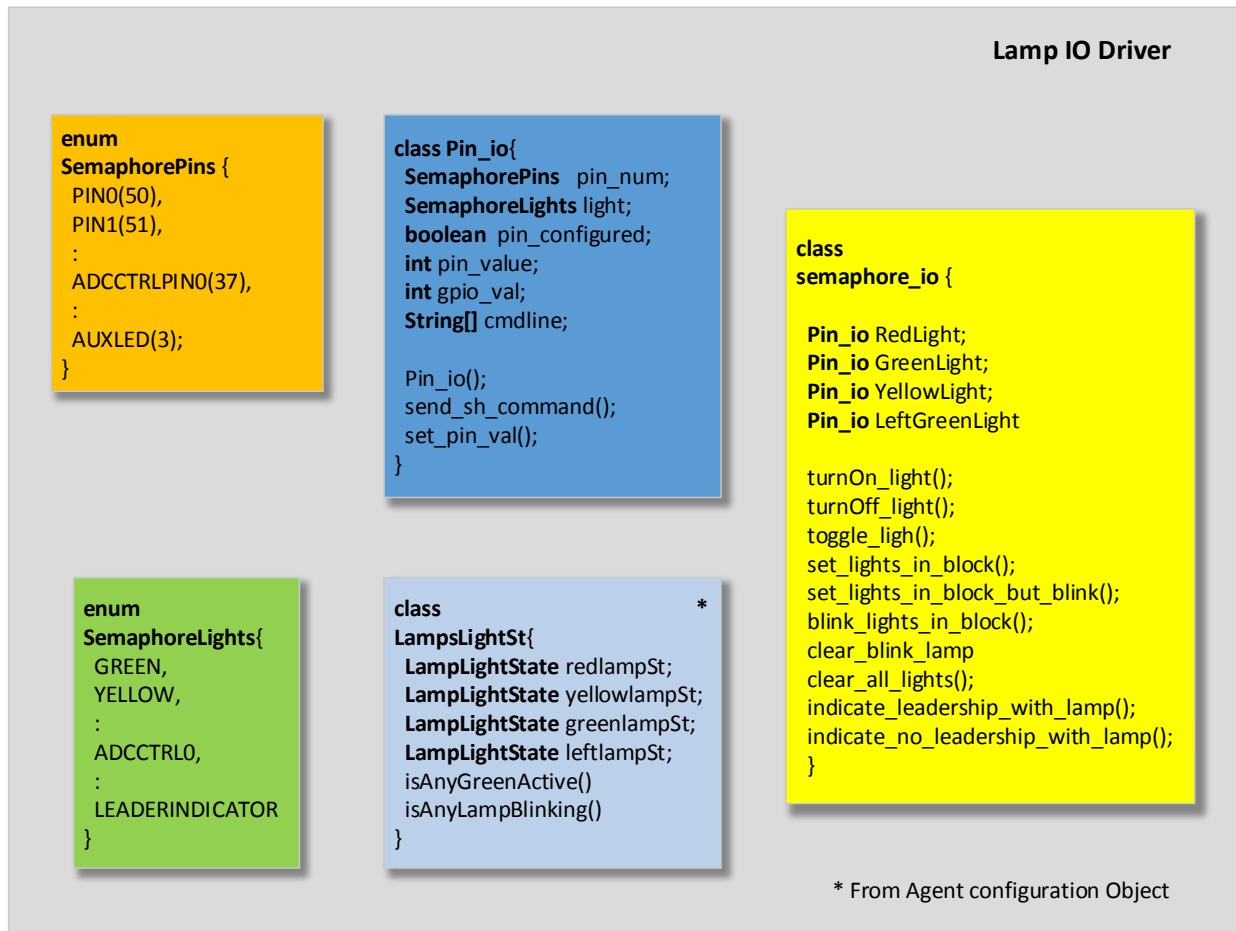 Lamp IO Driver
enum
SemaphorePins {
PIN0(50),
PIN1(51),
:
ADCCTRLPIN0(37),
:
AUXLED(3);
}
class Pin_io{
SemaphorePins pin_num;
SemaphoreLights light;
boolean pin_configured;
int pin_value;
int gpio_val;
String[] cmdline;
Pin_io();
send_sh_command();
set_pin_val();
}
class
semaphore_io {
Pin_io RedLight;
Pin_io GreenLight;
Pin_io YellowLight;
Pin_io LeftGreenLight
turnOn_light();
turnOff_light();
toggle_ligh();
set_lights_in_block();
set_lights_in_block_but_blink();
blink_lights_in_block();
clear_blink_lamp
clear_all_lights();
indicate_leadership_with_lamp();
indicate_no_leadership_with_lamp();
}
enum
SemaphoreLights{
GREEN,
YELLOW,
:
ADCCTRL0,
:
LEADERINDICATOR
}
class *
LampsLightSt{
LampLightState redlampSt;
LampLightState yellowlampSt;
LampLightState greenlampSt;
LampLightState leftlampSt;
isAnyGreenActive()
isAnyLampBlinking()
}
* From Agent configuration Object